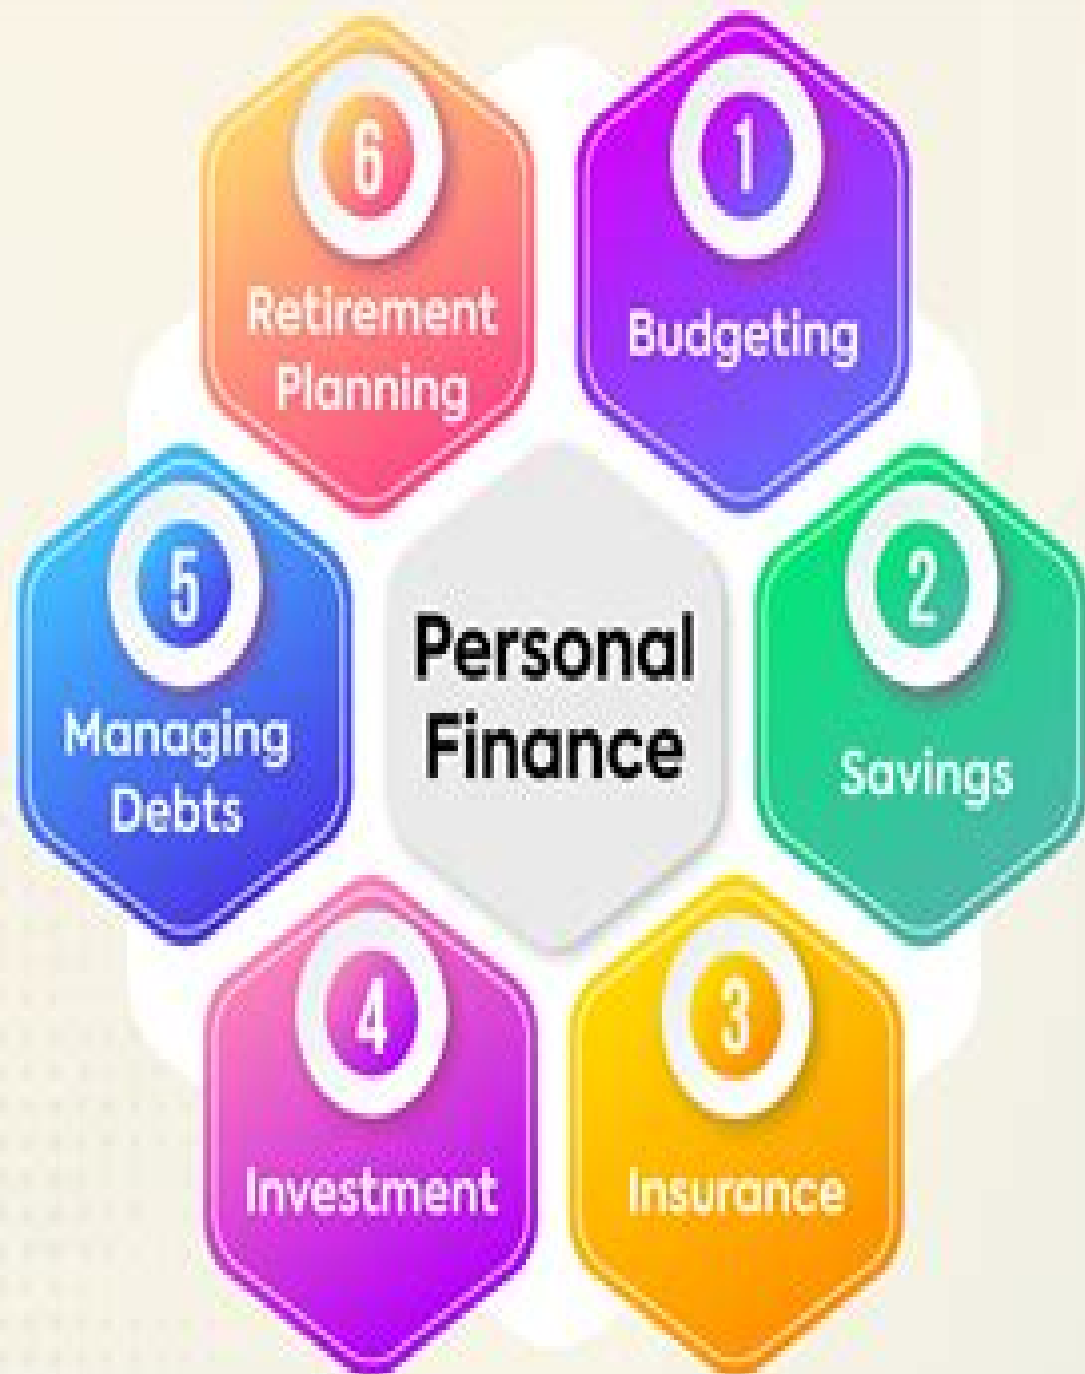 Personal
Finance
1
Budgeting
2
Savings
3
Insurance
4
Investment
5
Managing
Debts
6
Retirement
Planning